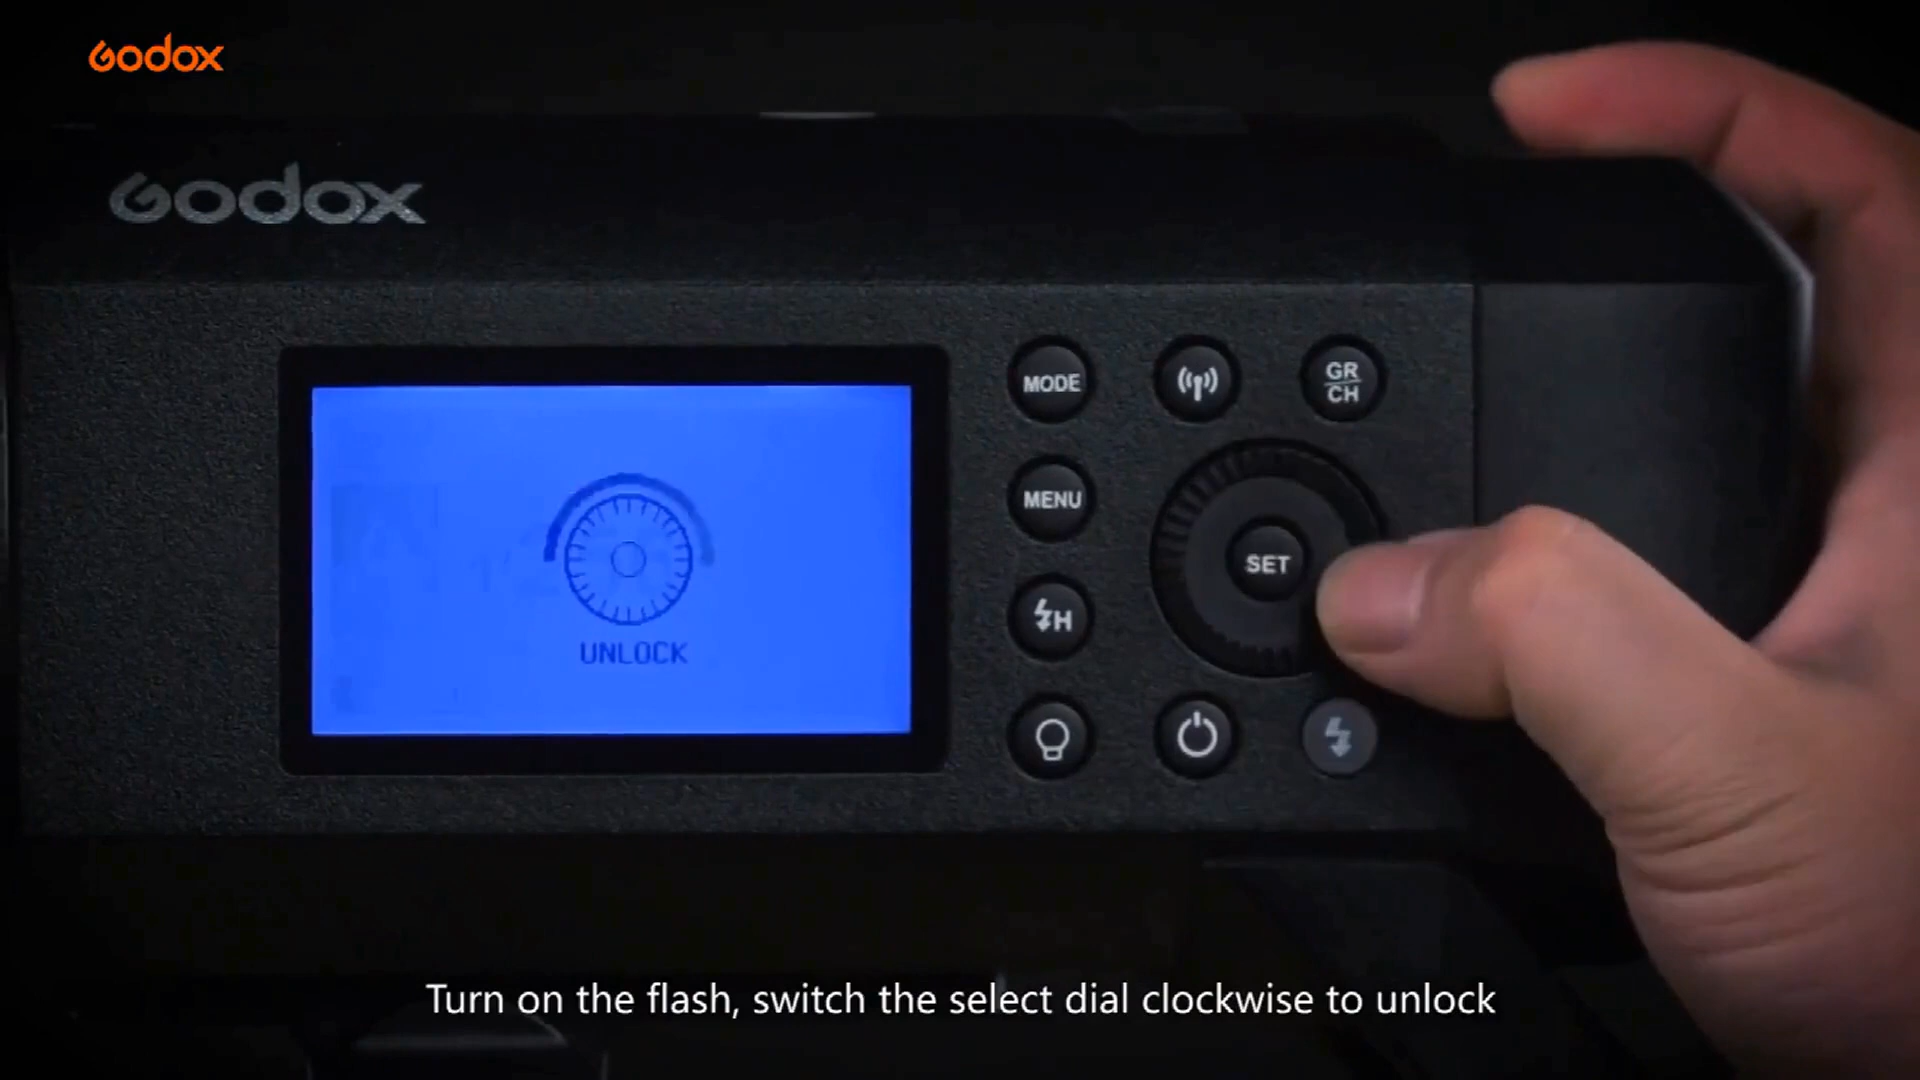 Godox
Godox
MODE
GR
CH
MENU
SET
H
UNLOCK
Turn on the flash, switch the select dial clockwise to unlock